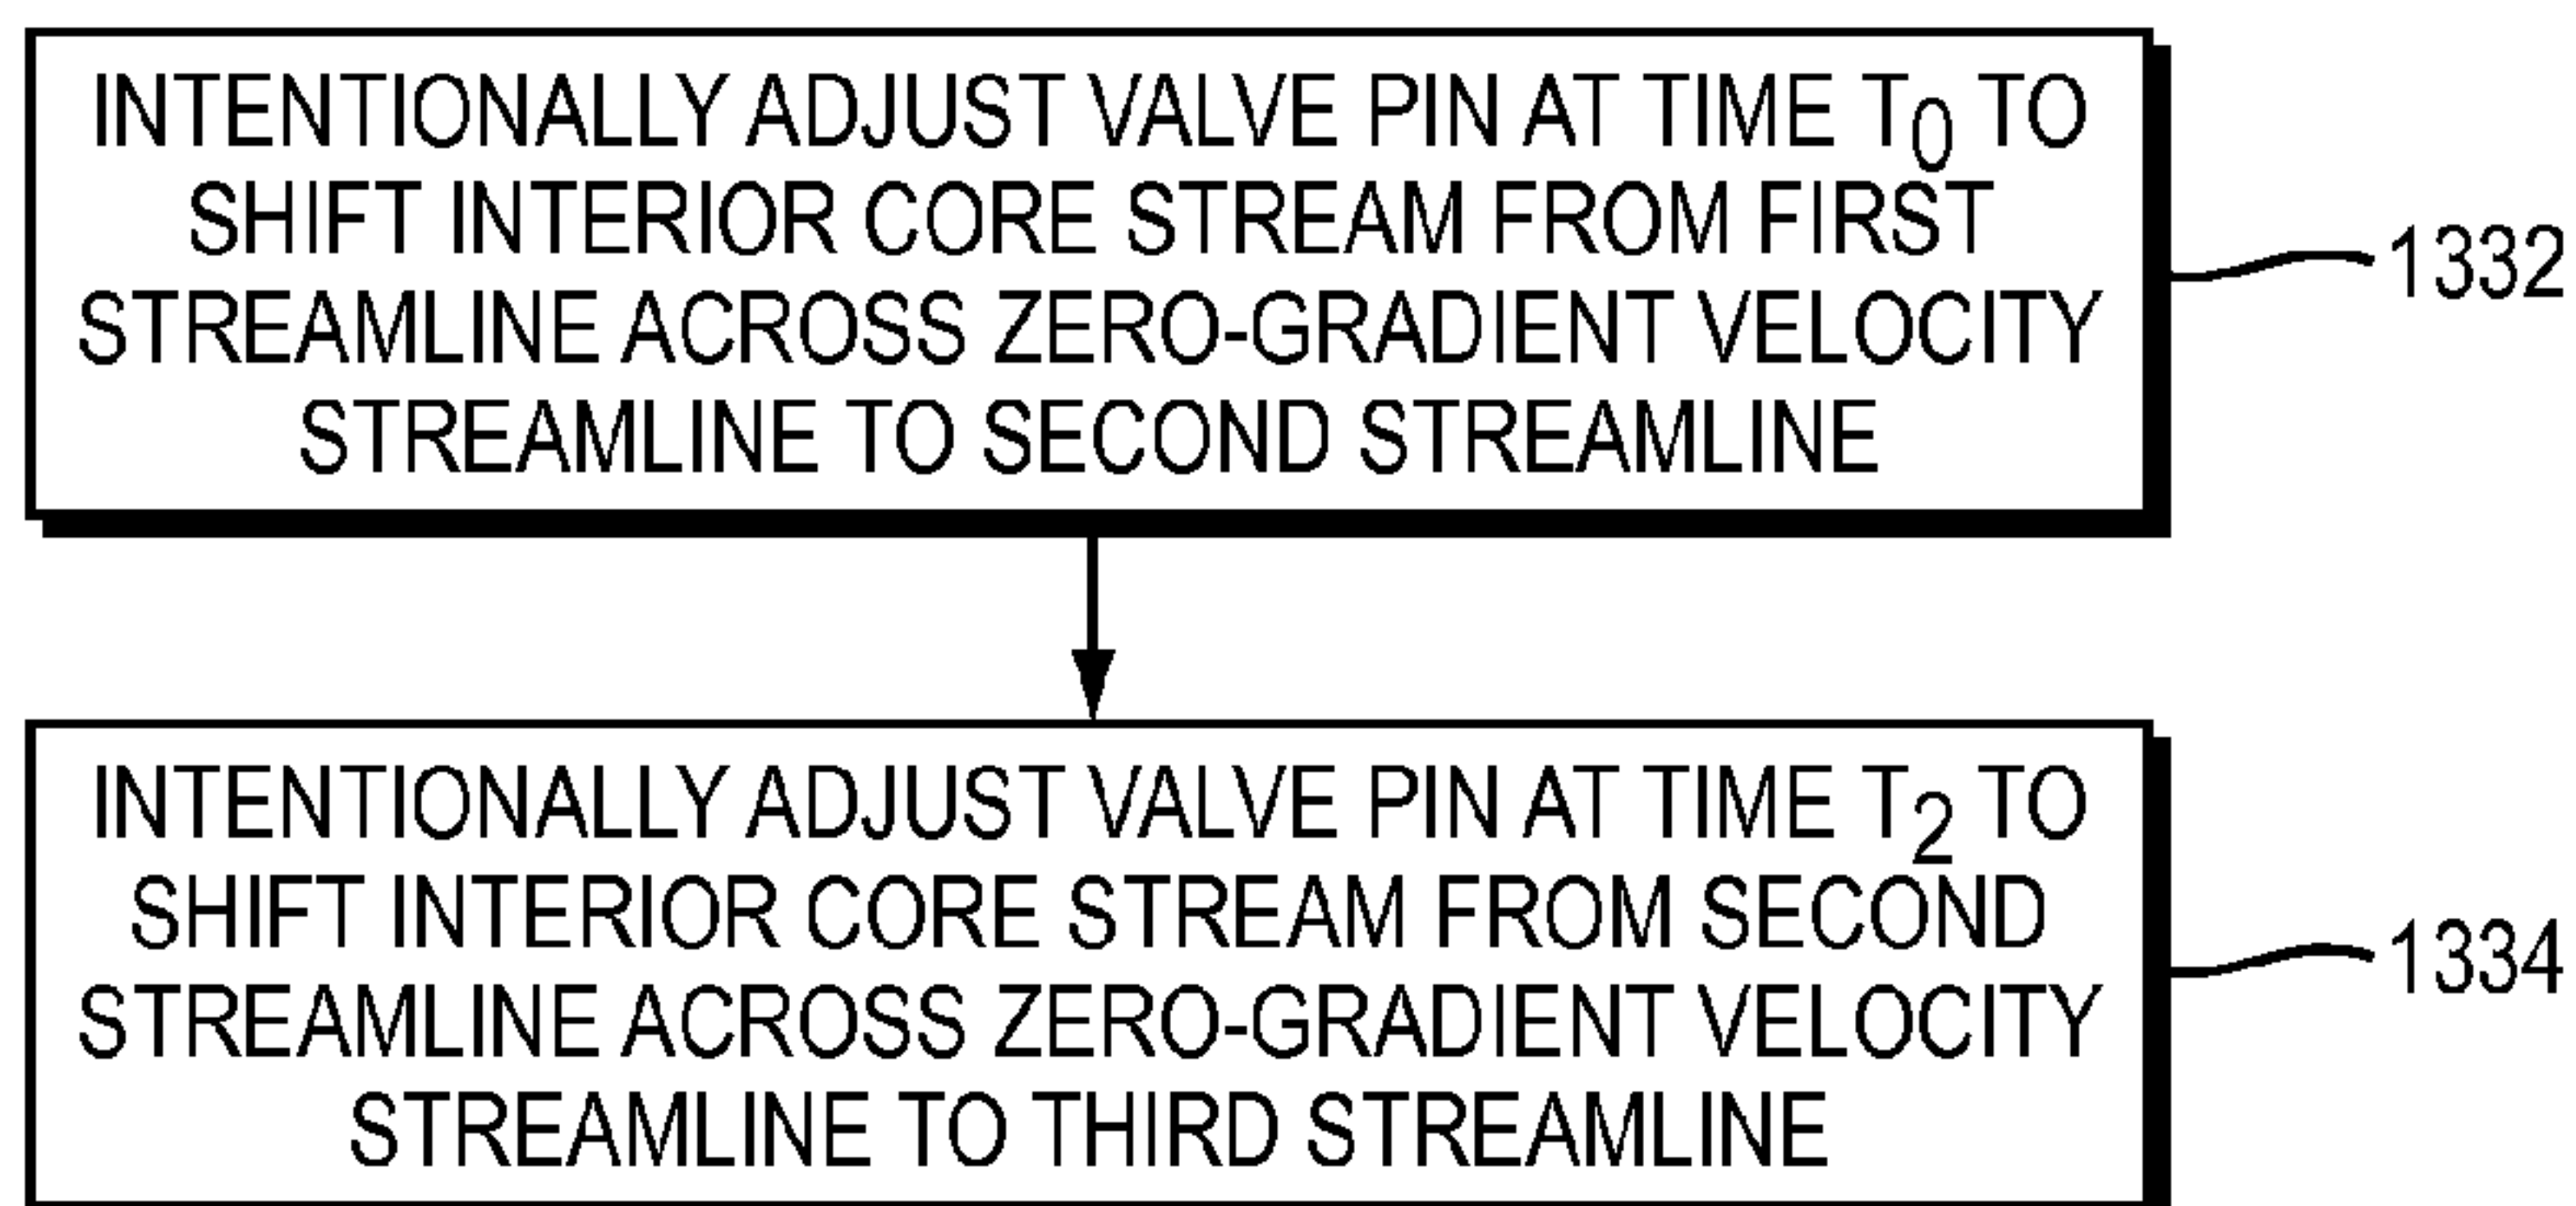 INTENTIONALLY ADJUST VALVE PIN AT TIME T0 TO
SHIFT INTERIOR CORE STREAM FROM FIRST
STREAMLINE ACROSS ZERO-GRADIENT VELOCITY
STREAMLINE TO SECOND STREAMLINE
1332
INTENTIONALLY ADJUST VALVE PIN AT TIME T2 TO
SHIFT INTERIOR CORE STREAM FROM SECOND
STREAMLINE ACROSS ZERO-GRADIENT VELOCITY
STREAMLINE TO THIRD STREAMLINE
1334